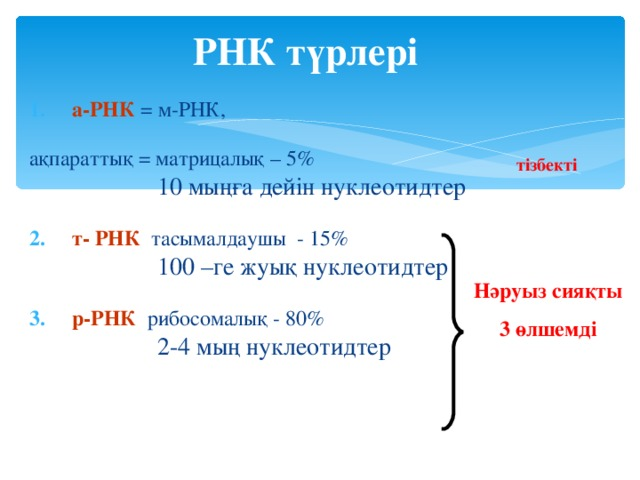 РНК түрлері
1. а-РНК = м-РНК,
ақпараттық = матрицалық – 5%
тізбекті
10 мыңға дейін нуклеотидтер
2. т- РНК тасымалдаушы - 15%
100 –ге жуық нуклеотидтер
Нәруыз сияқты
3 өлшемді
3. р-РНК рибосомалық - 80%
2-4 мың нуклеотидтер